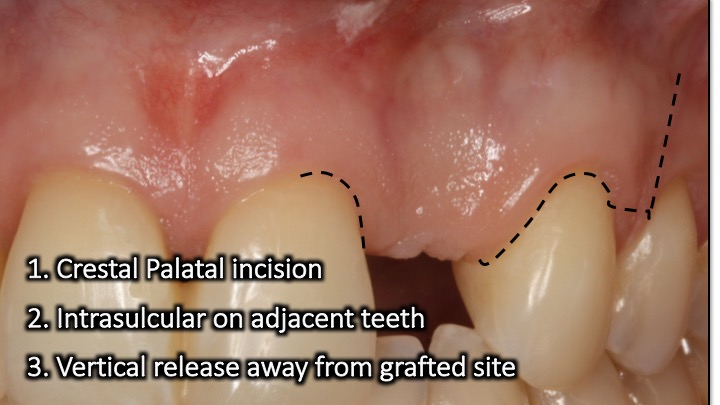 1. Crestal Palatal incision
2. Intrasulcular on adjacent teeth
3. Vertical release away from grafted site